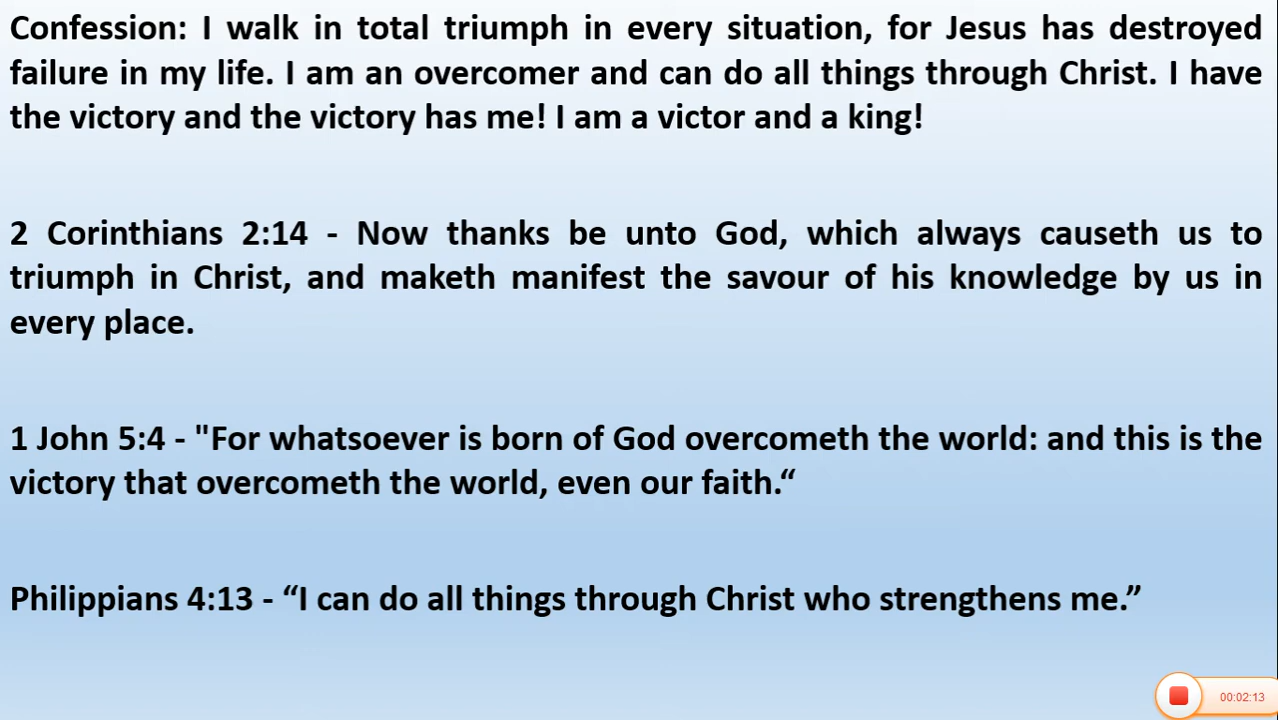 Confession: I walk in total triumph in every situation, for Jesus has destroyed
failure in my life. I am an overcomer and can do all things through Christ. I have
the victory and the victory has me! I am a victor and a king!
2 Corinthians 2:14 - Now thanks be unto God, which always causeth us to
triumph in Christ, and maketh manifest the savour of his knowledge by us in
every place.
1 John 5:4 - "For whatsoever is born of God overcometh the world: and this is the
victory that overcometh the world, even our faith.“
Philippians 4:13 - “I can do all things through Christ who strengthens me.”
00:02:13